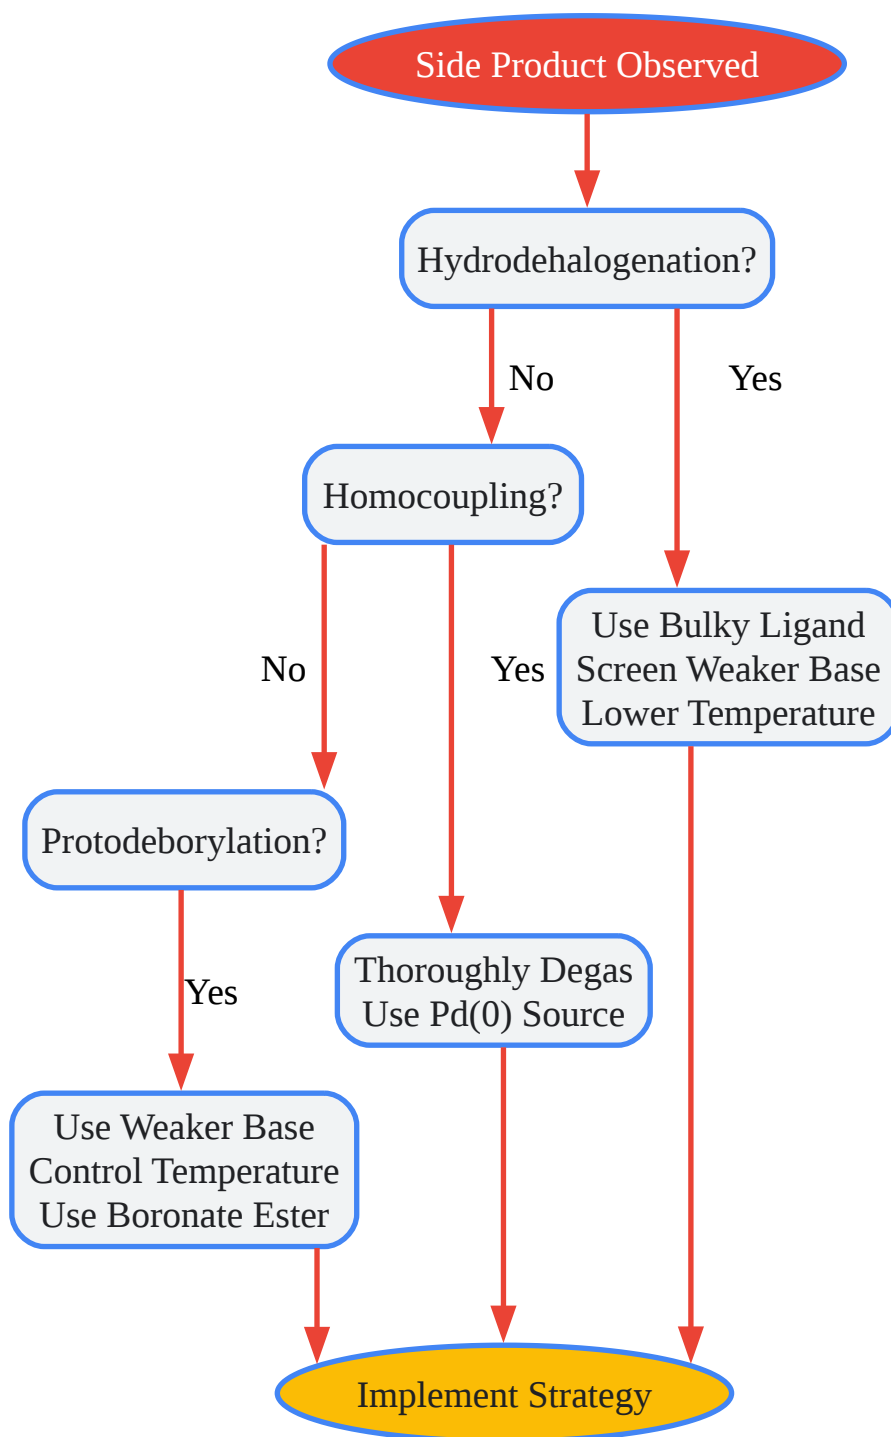 Side Product Observed
Hydrodehalogenation?
No
Yes
Homocoupling?
Use Bulky Ligand
Screen Weaker Base
Lower Temperature
No
Yes
Protodeborylation?
Thoroughly Degas
Use Pd(0) Source
Yes
Use Weaker Base
Control Temperature
Use Boronate Ester
Implement Strategy